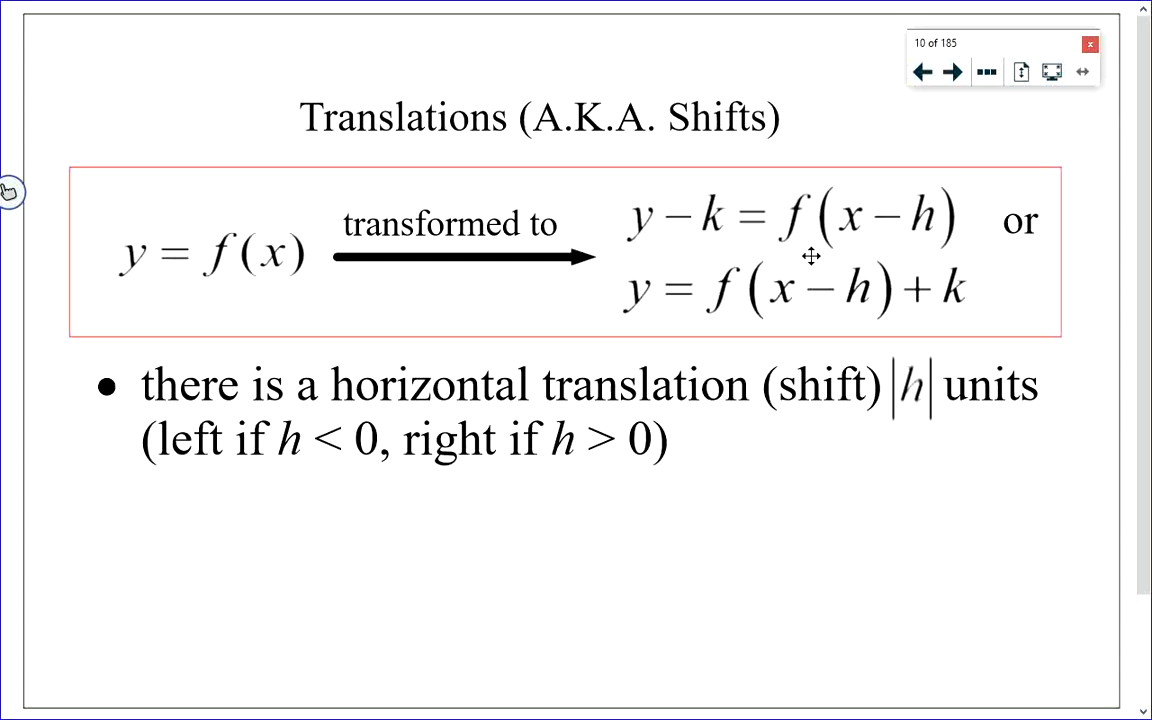 10 of 185
x
Translations (A.K.A. Shifts)
y = f(x) transformed to y − k = f(x − h) or
y = f(x − h) + k
● there is a horizontal translation (shift) |h| units
(left if h < 0, right if h > 0)